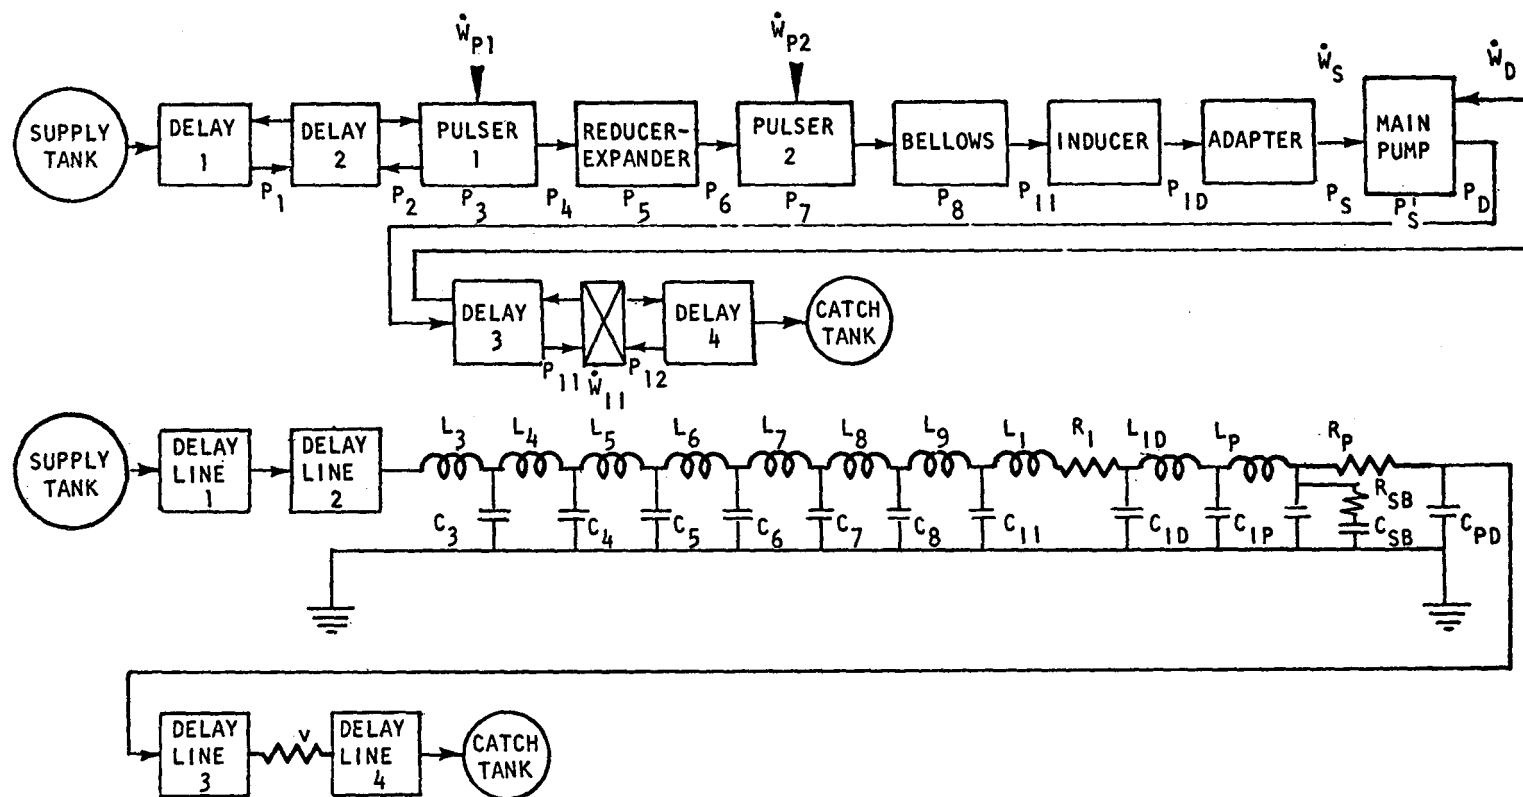 Ẇ_P1
Ẇ_P2
Ẇ_S
Ẇ_D
SUPPLY
TANK
DELAY
1
DELAY
2
PULSER
1
REDUCER-
EXPANDER
PULSER
2
BELLOWS
INDUCER
ADAPTER
MAIN
PUMP
P_1
P_2
P_3
P_4
P_5
P_6
P_7
P_8
P_11
P_1D
P_S
P'_S
P_D
DELAY
3
DELAY
4
CATCH
TANK
P_11
Ẇ_11
P_12
SUPPLY
TANK
DELAY
LINE
1
DELAY
LINE
2
L_3
L_4
L_5
L_6
L_7
L_8
L_9
L_1
R_1
L_1D
L_P
R_P
R_SB
C_3
C_4
C_5
C_6
C_7
C_8
C_11
C_1D
C_1P
C_SB
C_PD
DELAY
LINE
3
V
DELAY
LINE
4
CATCH
TANK